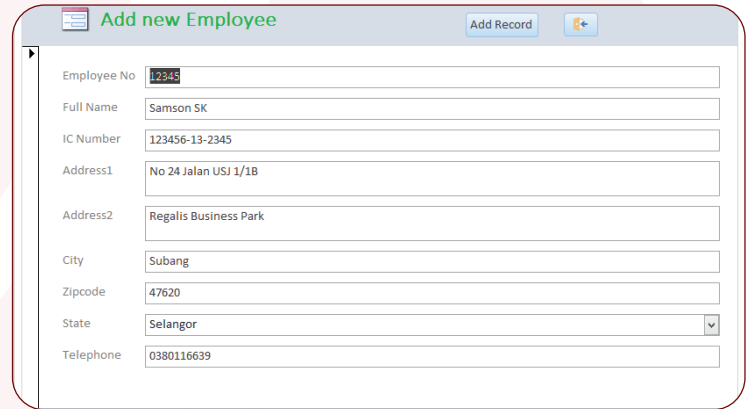 Add new Employee
Add Record
Employee No 12345
Full Name Samson SK
IC Number 123456-13-2345
Address1 No 24 Jalan USJ 1/1B
Address2 Regalis Business Park
City Subang
Zipcode 47620
State Selangor
Telephone 0380116639